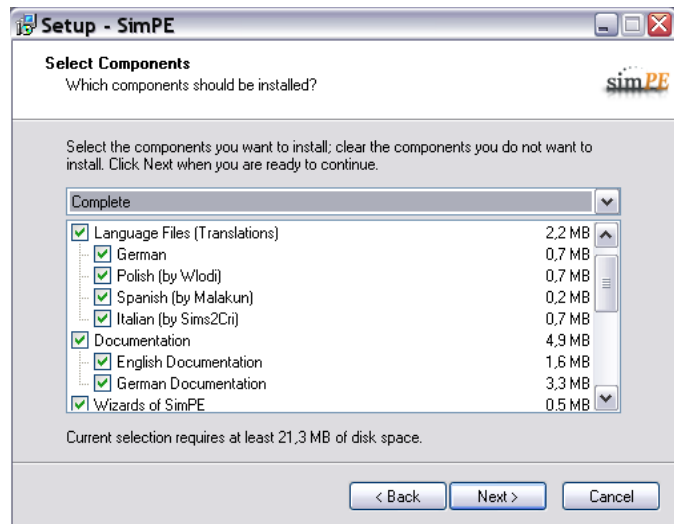 Setup - SimPE
Select Components
Which components should be installed?
simPE
Select the components you want to install; clear the components you do not want to
install. Click Next when you are ready to continue.
Complete
Language Files (Translations) 2,2 MB
German 0,7 MB
Polish (by Wlodi) 0,7 MB
Spanish (by Malakun) 0,2 MB
Italian (by Sims2Cri) 0,7 MB
Documentation 4,9 MB
English Documentation 1,6 MB
German Documentation 3,3 MB
Wizards of SimPE 0,5 MB
Current selection requires at least 21,3 MB of disk space.
< Back Next > Cancel